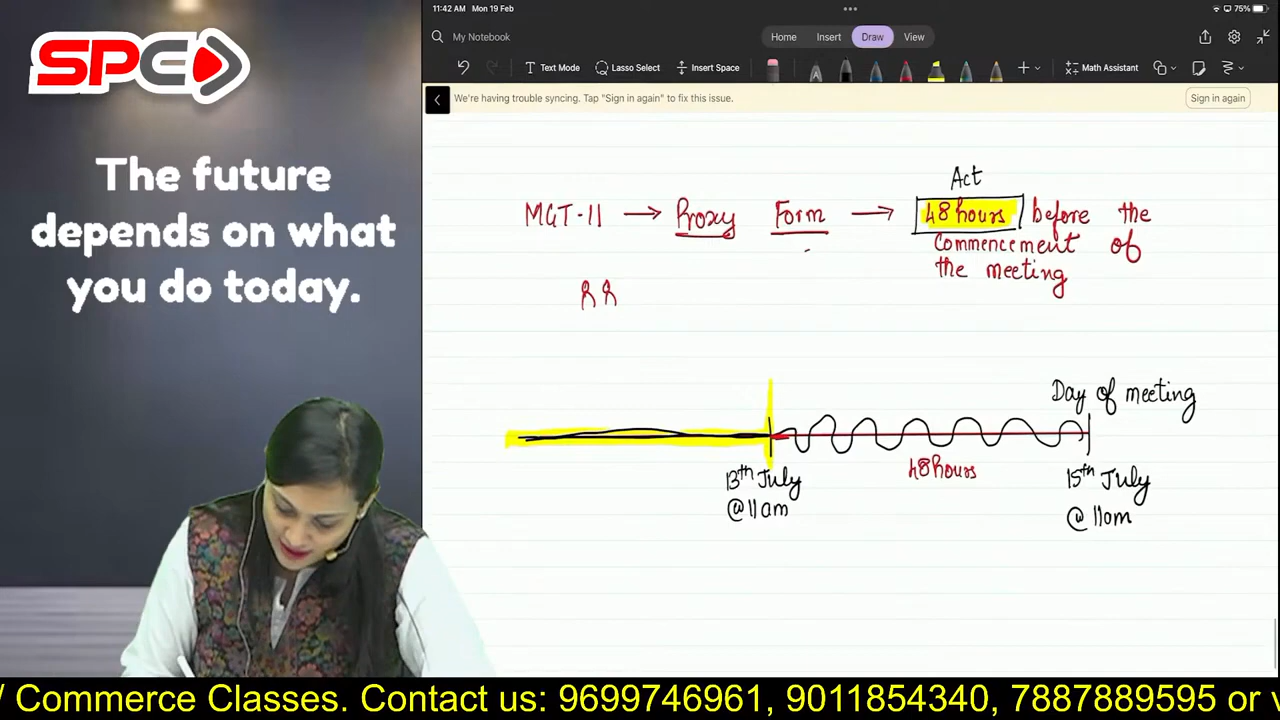 SPE
The future
depends on what
you do today.
11:42 AM Mon 19 Feb
75%
My Notebook
Home Insert Draw View
Text Mode Lasso Select Insert Space Math Assistant
We're having trouble syncing. Tap "Sign in again" to fix this issue. Sign in again
Act
MGT-11 → Proxy Form → 48 hours before the
commencement of
the meeting
Day of meeting
48 hours
13th July
@ 11 am
15th July
@ 11am
/ Commerce Classes. Contact us: 9699746961, 9011854340, 7887889595 or v